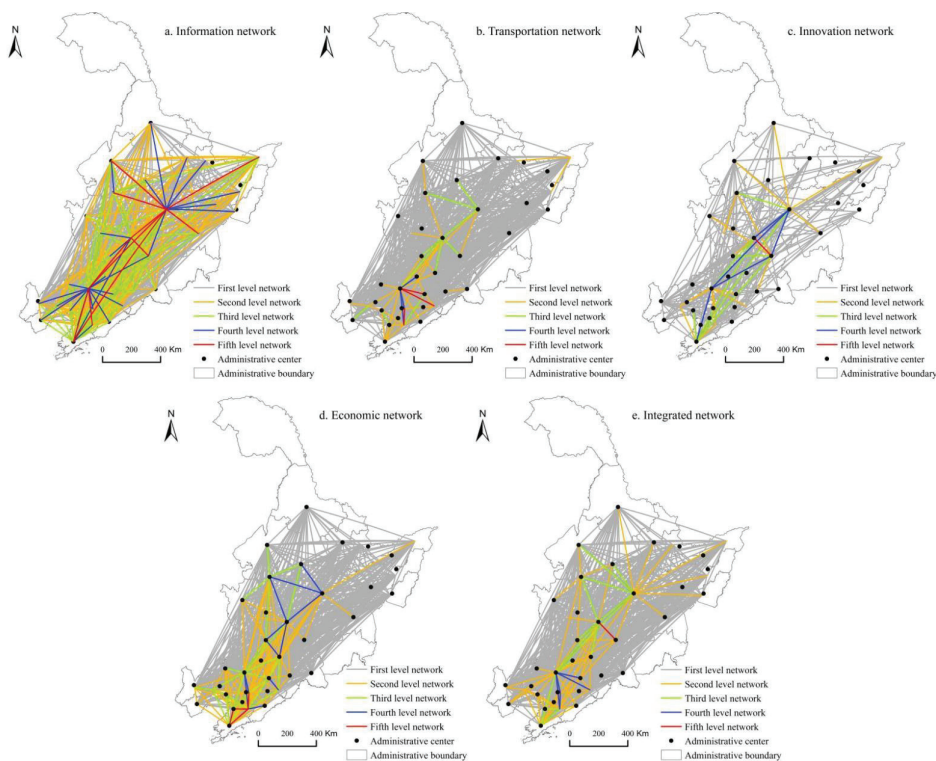 N
a. Information network
First level network
Second level network
Third level network
Fourth level network
Fifth level network
0 200 400 Km
Administrative center
Administrative boundary
N
b. Transportation network
First level network
Second level network
Third level network
Fourth level network
Fifth level network
0 200 400 Km
Administrative center
Administrative boundary
N
c. Innovation network
First level network
Second level network
Third level network
Fourth level network
Fifth level network
0 200 400 Km
Administrative center
Administrative boundary
N
d. Economic network
First level network
Second level network
Third level network
Fourth level network
Fifth level network
0 200 400 Km
Administrative center
Administrative boundary
N
e. Integrated network
First level network
Second level network
Third level network
Fourth level network
Fifth level network
0 200 400 Km
Administrative center
Administrative boundary